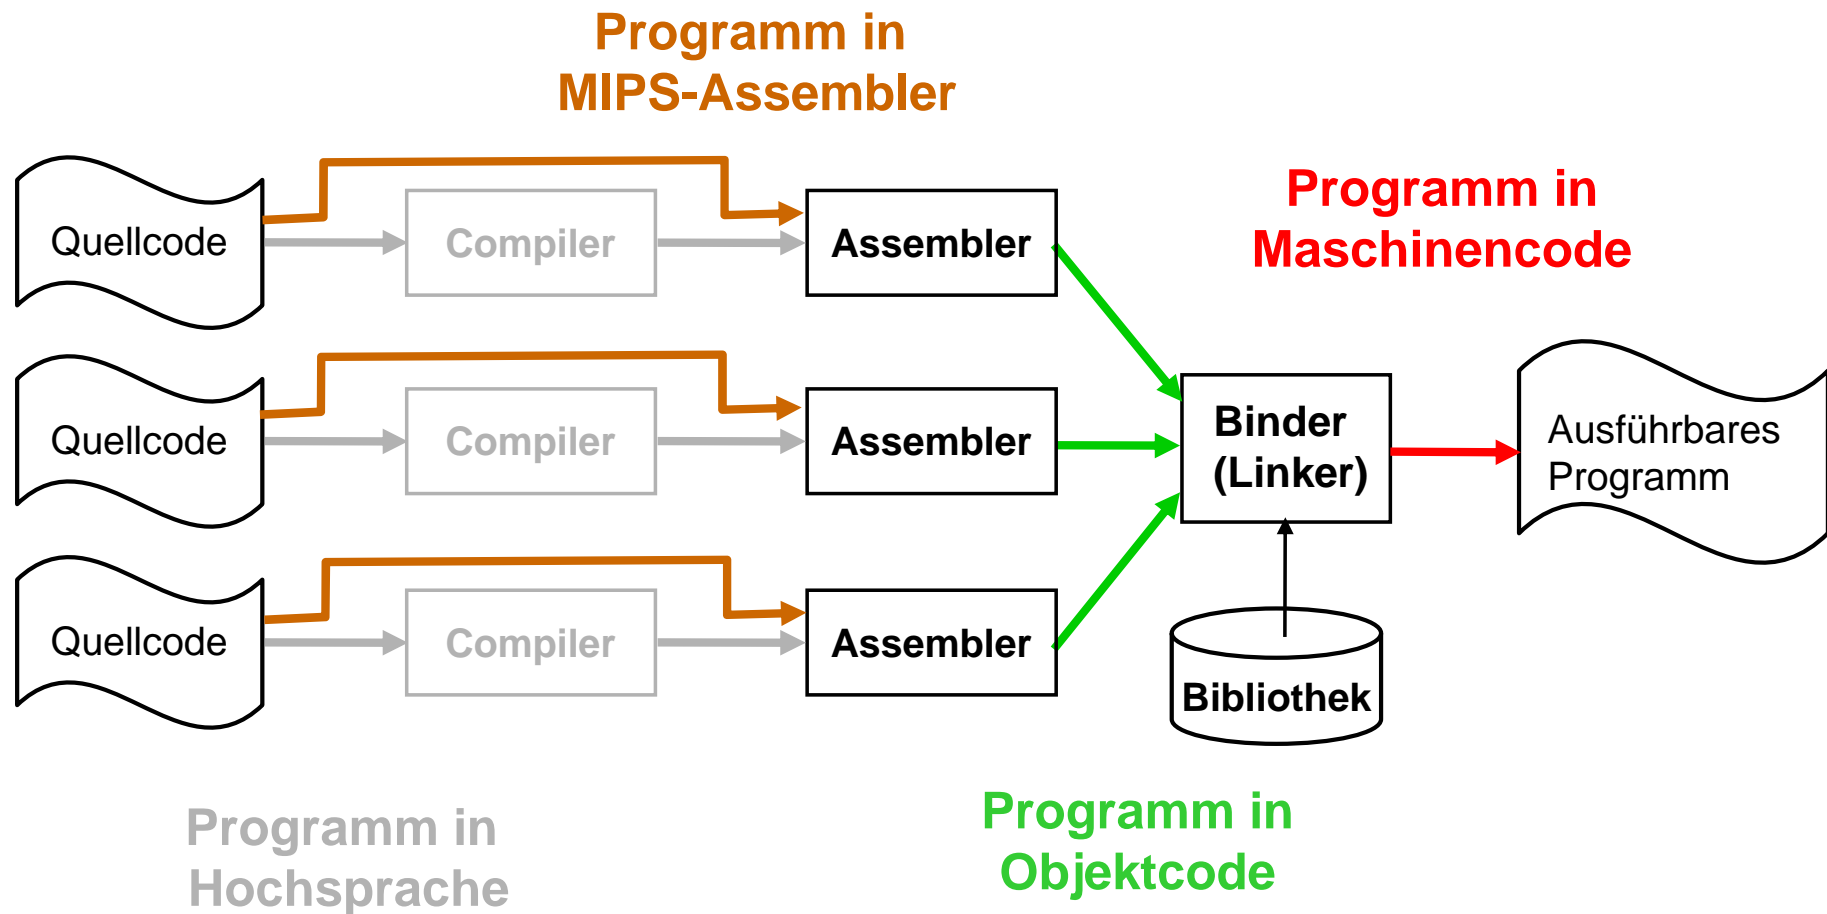 Programm in
MIPS-Assembler
Programm in
Maschinencode
Quellcode
Compiler
Assembler
Quellcode
Compiler
Assembler
Binder
(Linker)
Ausführbares
Programm
Quellcode
Compiler
Assembler
Bibliothek
Programm in
Hochsprache
Programm in
Objektcode